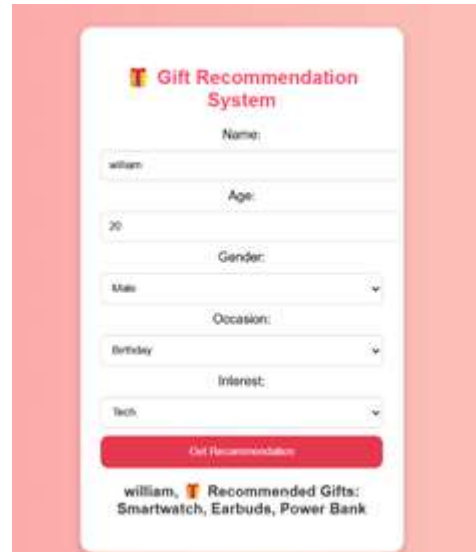 🎁 Gift Recommendation
System
Name:
william
Age:
20
Gender:
Male
Occasion:
Birthday
Interest:
Tech
Get Recommendation
william, 🎁 Recommended Gifts:
Smartwatch, Earbuds, Power Bank